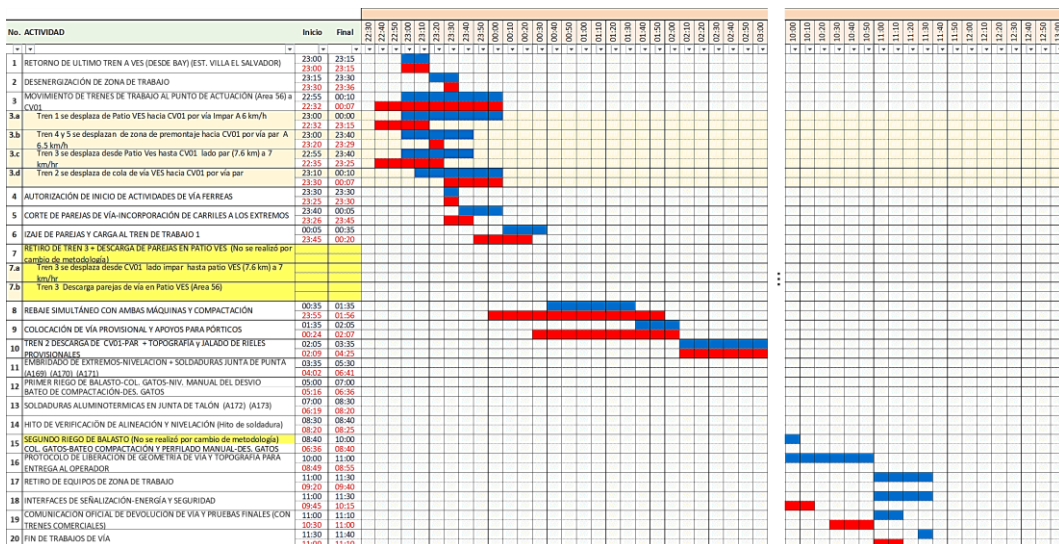 22:30 22:40 22:50 23:00 23:10 23:20 23:30 23:40 23:50 00:00 00:10 00:20 00:30 00:40 00:50 01:00 01:10 01:20 01:30 01:40 01:50 02:00 02:10 02:20 02:30 02:40 02:50 03:00 10:00 10:10 10:20 10:30 10:40 10:50 11:00 11:10 11:20 11:30 11:40 11:50 12:00 12:10 12:20 12:30 12:40 12:50
No. ACTIVIDAD Inicio Final
1 RETORNO DE ULTIMO TREN A VES (DESDE BAY) (EST. VILLA EL SALVADOR) 23:00 23:15
23:00 23:15
2 DESENERGIZACIÓN DE ZONA DE TRABAJO 23:15 23:30
23:30 23:36
3 MOVIMIENTO DE TRENES DE TRABAJO AL PUNTO DE ACTUACIÓN (Area 56) a 22:55 00:10
CV01 22:32 00:07
3.a Tren 1 se desplaza de Patio VES hacia CV01 por vía Impar A 6 km/h 23:00 00:00
22:32 23:15
3.b Tren 4 y 5 se desplazan de zona de premontaje hacia CV01 por vía par A 23:00 23:40
6.5 km/h 23:20 23:29
3.c Tren 3 se desplaza desde Patio Ves hasta CV01 lado par (7.6 km) a 7 22:55 23:40
km/hr 22:35 23:25
3.d Tren 2 se desplaza de cola de vía VES hasta CV01 por vía par 23:10 00:10
23:30 00:07
4 AUTORIZACIÓN DE INICIO DE ACTIVIDADES DE VÍA FERREAS 23:30 23:30
23:25 23:30
5 CORTE DE PAREJAS DE VÍA-INCORPORACIÓN DE CARRILES A LOS EXTREMOS 23:40 00:05
23:26 23:45
6 IZAJE DE PAREJAS Y CARGA AL TREN DE TRABAJO 1 00:05 00:35
23:45 00:20
7 RETIRO DE TREN 3 + DESCARGA DE PAREJAS EN PATIO VES (No se realizó por
cambio de metodología)
7.a Tren 3 se desplaza desde CV01 lado impar hasta patio VES (7.6 km) a 7
km/hr
7.b Tren 3 Descarga parejas de vía en Patio VES (Area 56)
8 REBAJE SIMULTÁNEO CON AMBAS MÁQUINAS Y COMPACTACIÓN 00:35 01:35
23:55 01:56
9 COLOCACIÓN DE VÍA PROVISIONAL Y APOYOS PARA PÓRTICOS 01:35 02:05
00:24 02:07
10 TREN 2 DESCARGA DE CV01-PAR + TOPOGRAFIA y JALADO DE RIELES 02:05 03:35
PROVISIONALES 02:09 04:25
11 EMBRIDADO DE EXTREMOS-NIVELACION + SOLDADURAS JUNTA DE PUNTA 03:35 05:30
(A169) (A170) (A171) 04:02 06:41
12 PRIMER RIEGO DE BALASTO-COL. GATOS-NIV. MANUAL DEL DESVIO 05:00 07:00
BATEO DE COMPACTACIÓN-DES. GATOS 05:16 06:36
13 SOLDADURAS ALUMINOTERMICAS EN JUNTA DE TALÓN (A172) (A173) 07:00 08:30
06:19 08:20
14 HITO DE VERIFICACIÓN DE ALINEACIÓN Y NIVELACIÓN (Hito de soldadura) 08:30 08:40
08:20 08:25
15 SEGUNDO RIEGO DE BALASTO (No se realizó por cambio de metodología) 08:40 10:00
COL. GATOS-BATEO COMPACTACIÓN Y PERFILADO MANUAL-DES. GATOS 06:36 08:40
16 PROTOCOLO DE LIBERACIÓN DE GEOMETRIA DE VÍA Y TOPOGRAFIA PARA 10:00 11:00
ENTREGA AL OPERADOR 08:49 08:55
17 RETIRO DE EQUIPOS DE ZONA DE TRABAJO 11:00 11:30
09:20 09:40
18 INTERFACES DE SEÑALIZACIÓN-ENERGÍA Y SEGURIDAD 11:00 11:30
09:45 10:15
19 COMUNICACIÓN OFICIAL DE DEVOLUCION DE VÍA Y PRUEBAS FINALES (CON 11:00 11:10
TRENES COMERCIALES) 10:30 11:00
20 FIN DE TRABAJOS DE VÍA 11:30 11:40
11:00 11:10